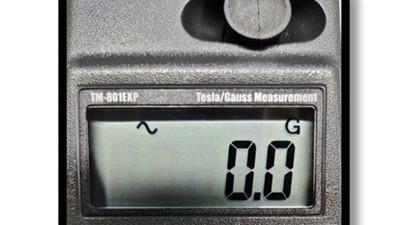 TM-801EXP Tesla/Gauss Measurement
~ G
0.0